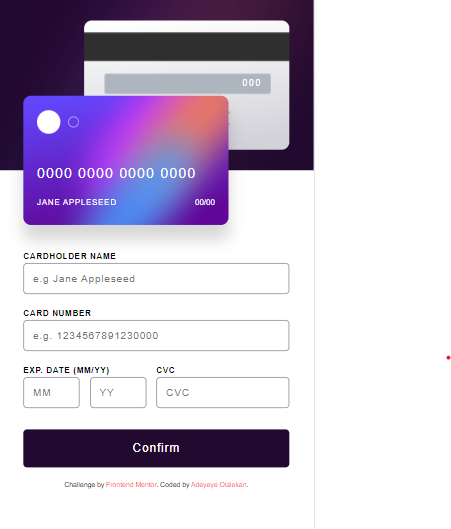 000
0000 0000 0000 0000
JANE APPLESEED 00/00
CARDHOLDER NAME
e.g Jane Appleseed
CARD NUMBER
e.g. 1234567891230000
EXP. DATE (MM/YY) CVC
MM YY CVC
Confirm
Challenge by Frontend Mentor. Coded by Adeyeye Olalekan.